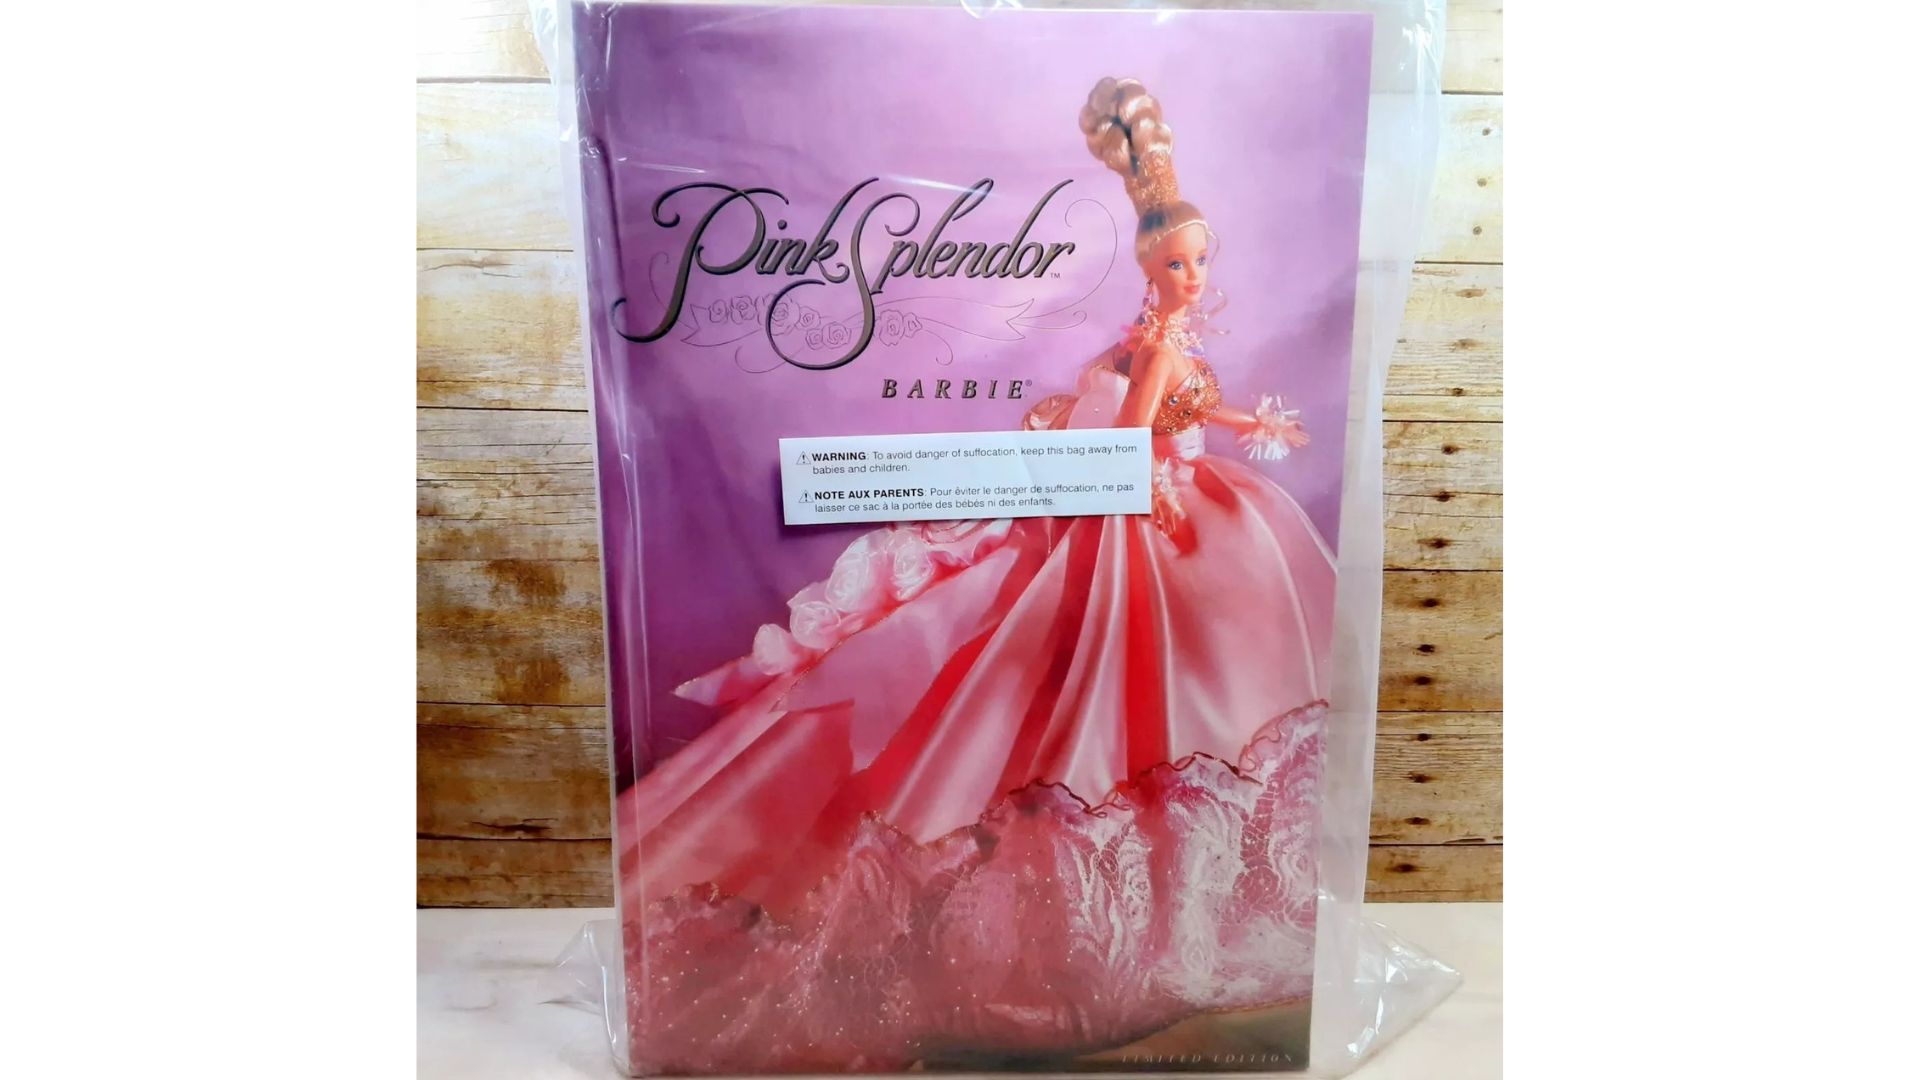 Pink Splendor™
BARBIE®
⚠ WARNING: To avoid danger of suffocation, keep this bag away from
babies and children.
⚠ NOTE AUX PARENTS: Pour éviter le danger de suffocation, ne pas
laisser ce sac à la portée des bébés ni des enfants.
LIMITED EDITION